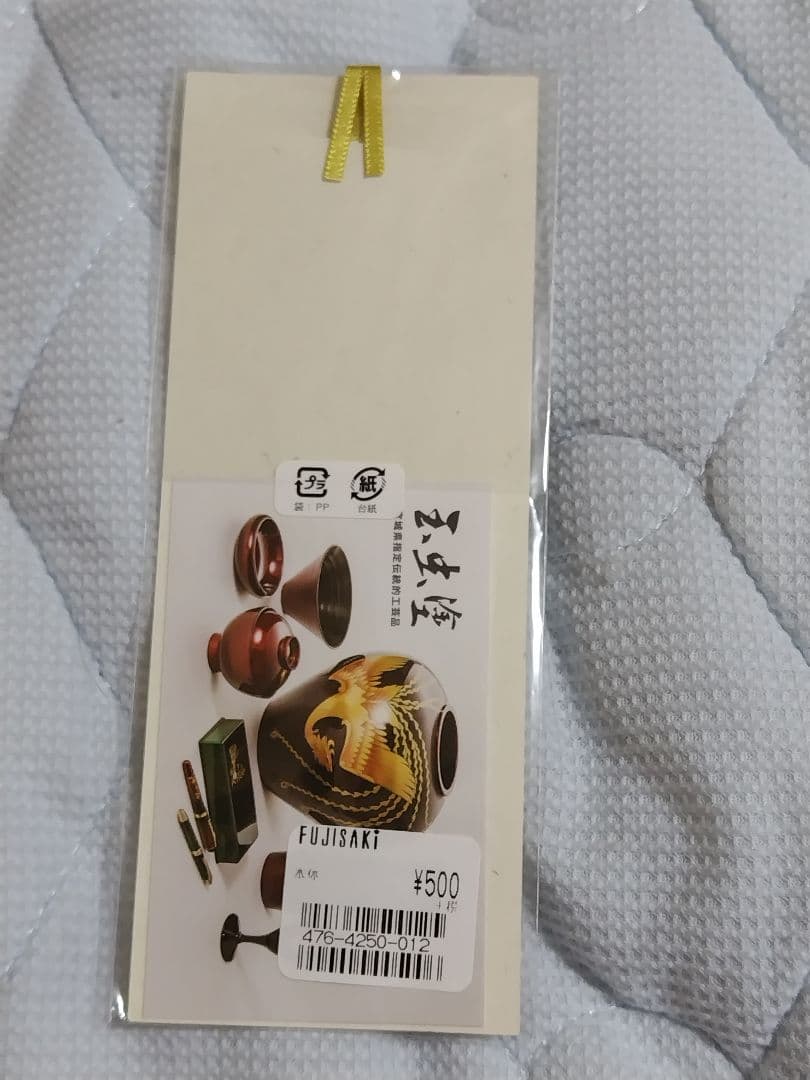 プラ
袋：PP
紙
台紙
玉虫塗
城県指定伝統的工芸品
FUJISAKi
¥500
+税
476-4250-012